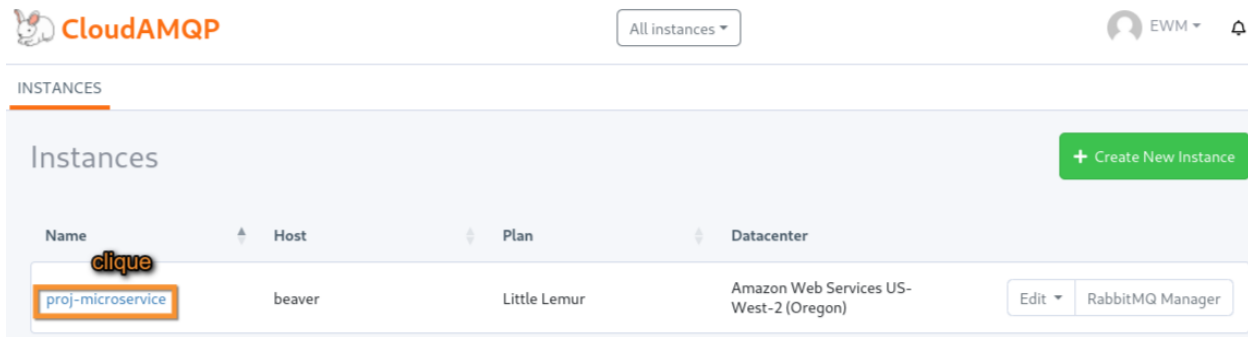 CloudAMQP
All instances
EWM
INSTANCES
Instances
+ Create New Instance
Name Host Plan Datacenter
clique
proj-microservice beaver Little Lemur Amazon Web Services US-
West-2 (Oregon) Edit RabbitMQ Manager